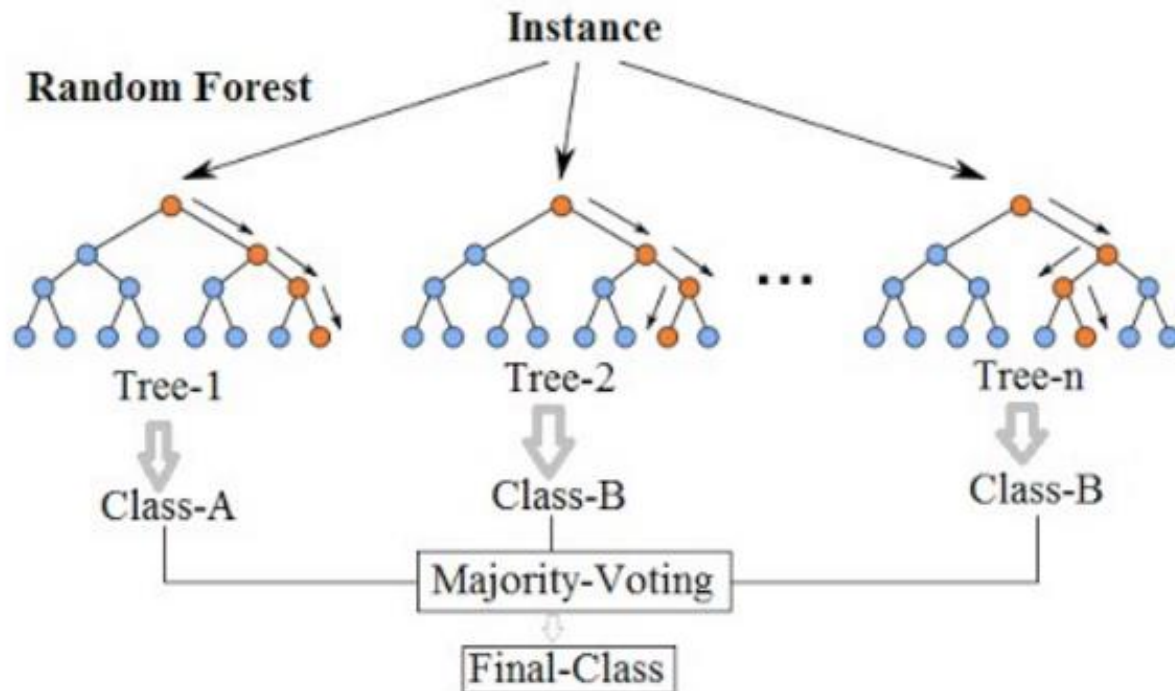 Instance
Random Forest
...
Tree-1
Tree-2
Tree-n
Class-A
Class-B
Class-B
Majority-Voting
Final-Class